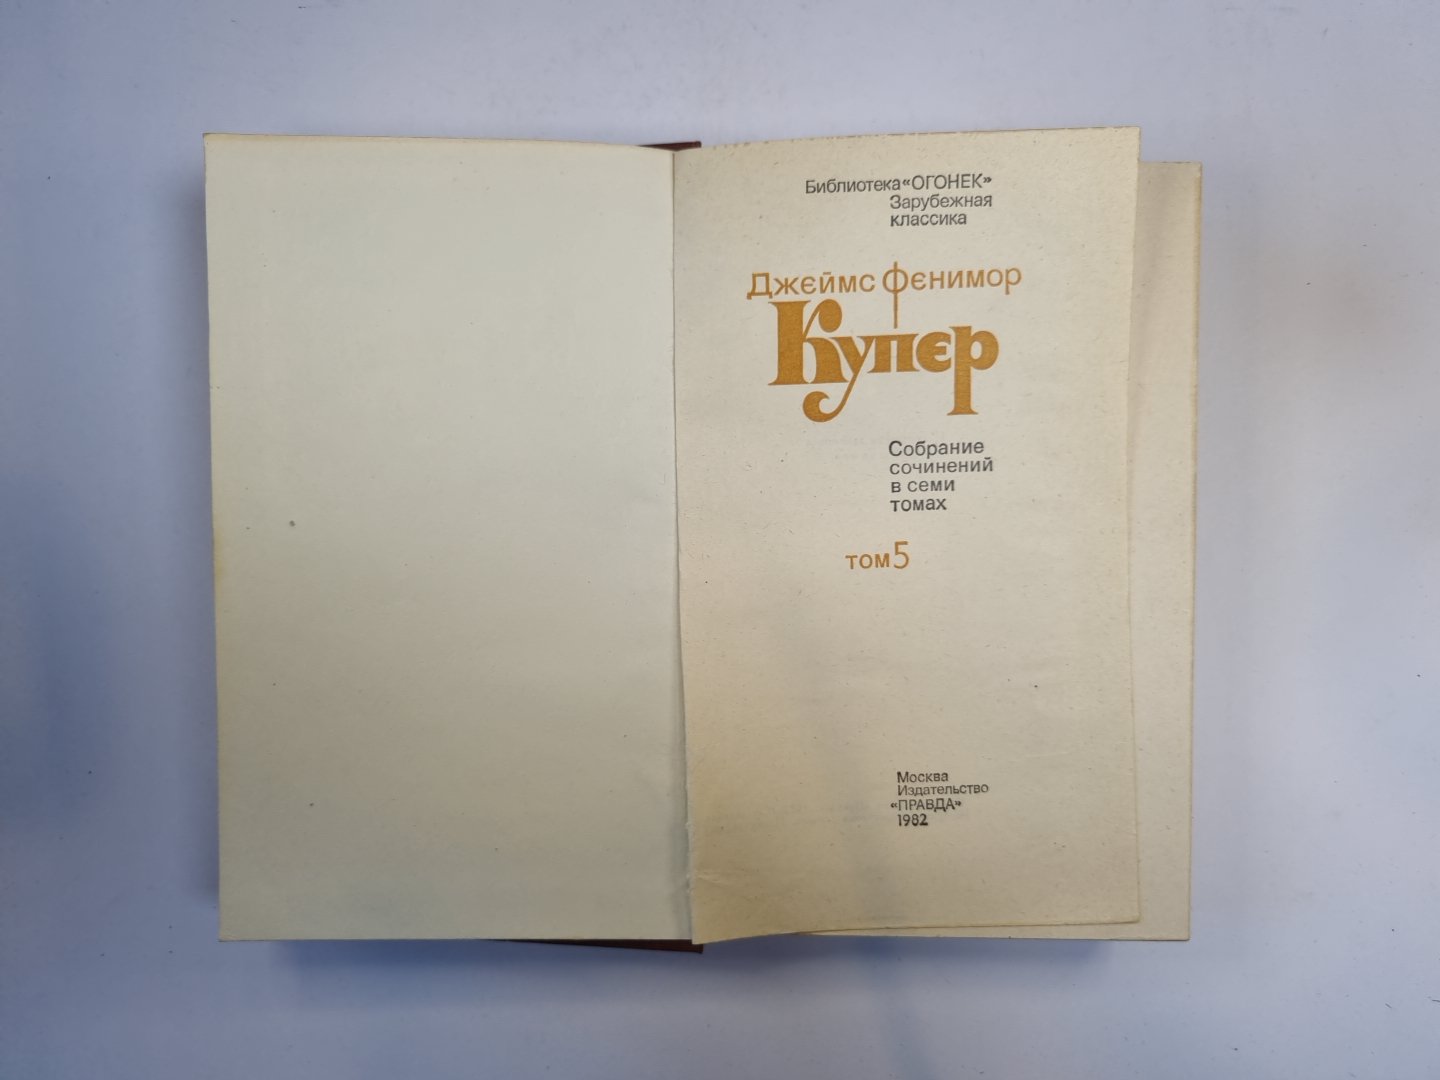 Библиотека «ОГОНЕК»
Зарубежная
классика
Джеймс Фенимор
Купер
Собрание
сочинений
в семи
томах
том 5
Москва
Издательство
«ПРАВДА»
1982